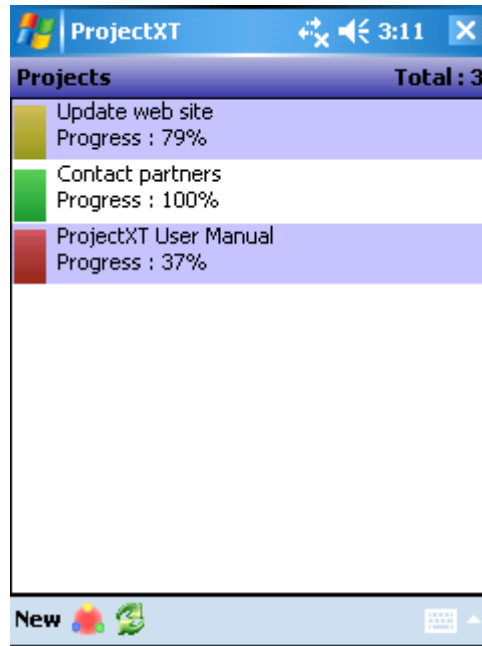 ProjectXT 3:11
Projects Total : 3
Update web site
Progress : 79%
Contact partners
Progress : 100%
ProjectXT User Manual
Progress : 37%
New